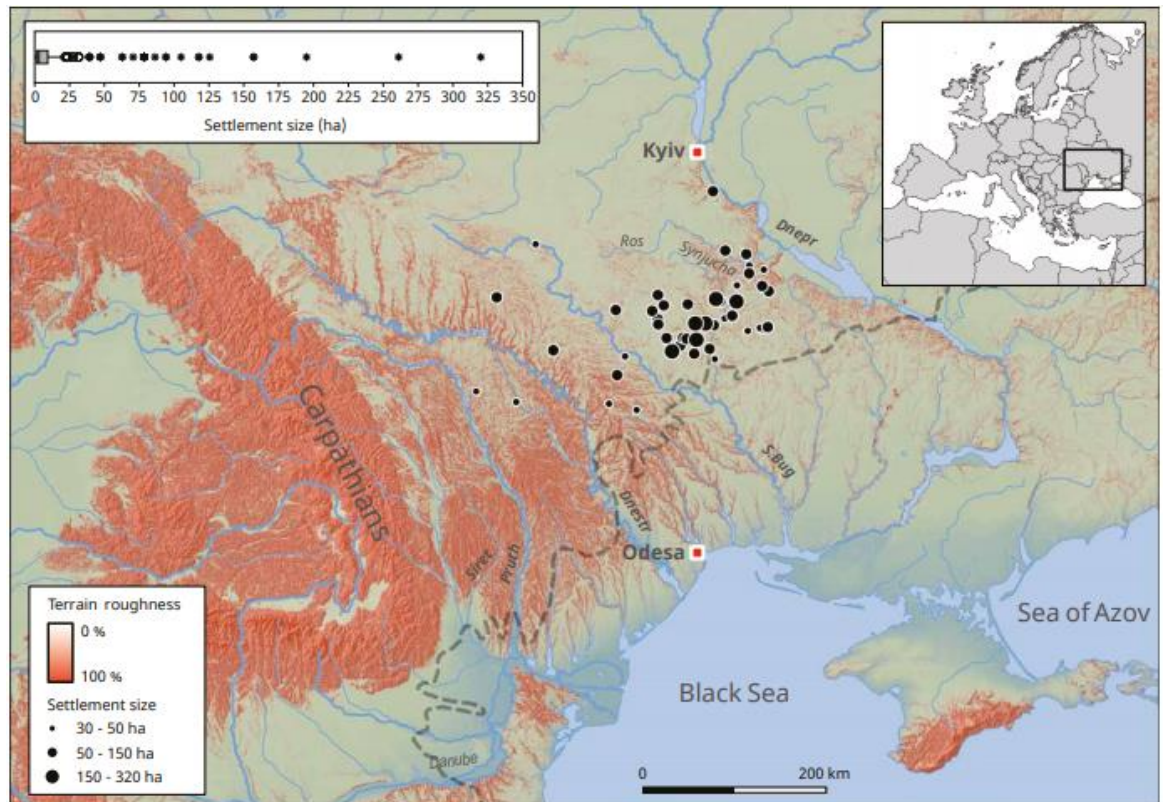 0 25 50 75 100 125 150 175 200 225 250 275 300 325 350
Settlement size (ha)
Kyiv
Dnepr
Ros
Synjucha
Carpathians
S.Bug
Dnestr
Odesa
Siret
Pruth
Terrain roughness
0 %
100 %
Settlement size
30 - 50 ha
50 - 150 ha
150 - 320 ha
Sea of Azov
Black Sea
Danube
0 200 km